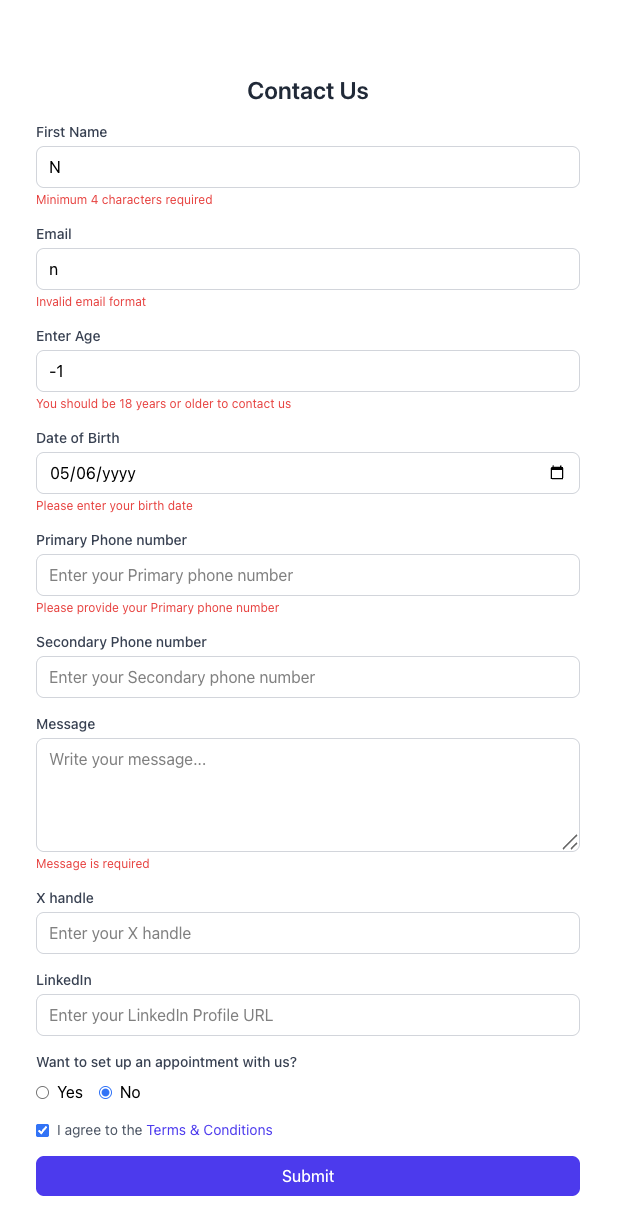 Contact Us
First Name
N
Minimum 4 characters required
Email
n
Invalid email format
Enter Age
-1
You should be 18 years or older to contact us
Date of Birth
05/06/yyyy
Please enter your birth date
Primary Phone number
Enter your Primary phone number
Please provide your Primary phone number
Secondary Phone number
Enter your Secondary phone number
Message
Write your message...
Message is required
X handle
Enter your X handle
LinkedIn
Enter your LinkedIn Profile URL
Want to set up an appointment with us?
Yes No
I agree to the Terms & Conditions
Submit